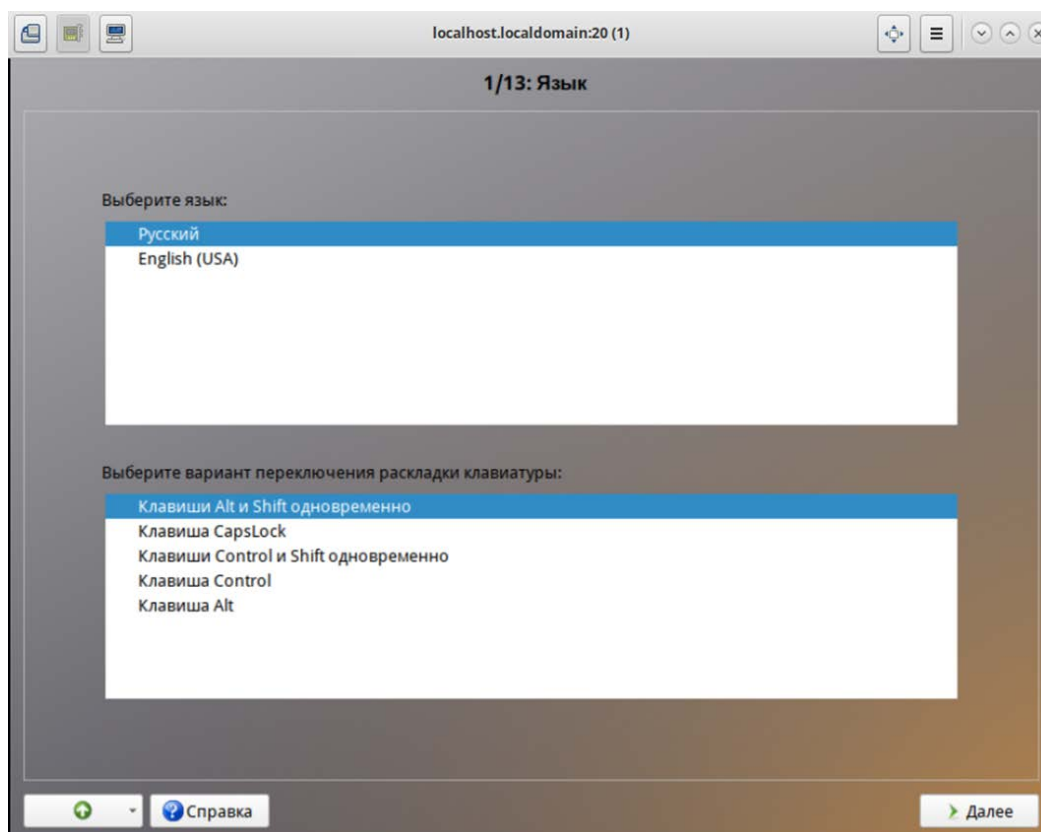 localhost.localdomain:20 (1)
1/13: Язык
Выберите язык:
Русский
English (USA)
Выберите вариант переключения раскладки клавиатуры:
Клавиши Alt и Shift одновременно
Клавиша CapsLock
Клавиши Control и Shift одновременно
Клавиша Control
Клавиша Alt
Справка
Далее